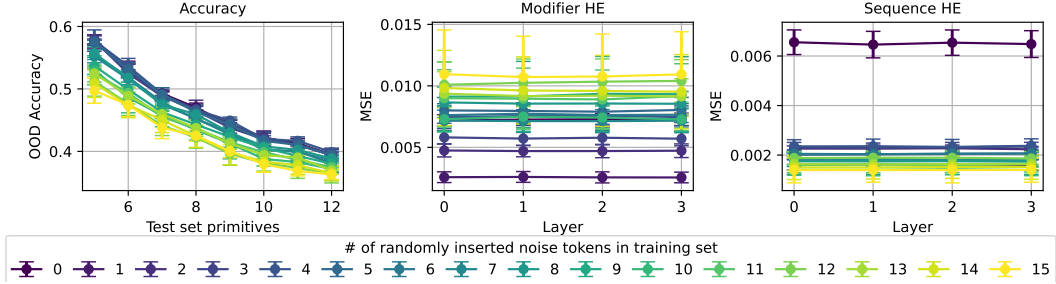 Accuracy
OOD Accuracy
0.6
0.5
0.4
6
8
10
12
Test set primitives
Modifier HE
MSE
0.015
0.010
0.005
0
1
2
3
Layer
Sequence HE
MSE
0.006
0.004
0.002
0
1
2
3
Layer
# of randomly inserted noise tokens in training set
0 1 2 3 4 5 6 7 8 9 10 11 12 13 14 15